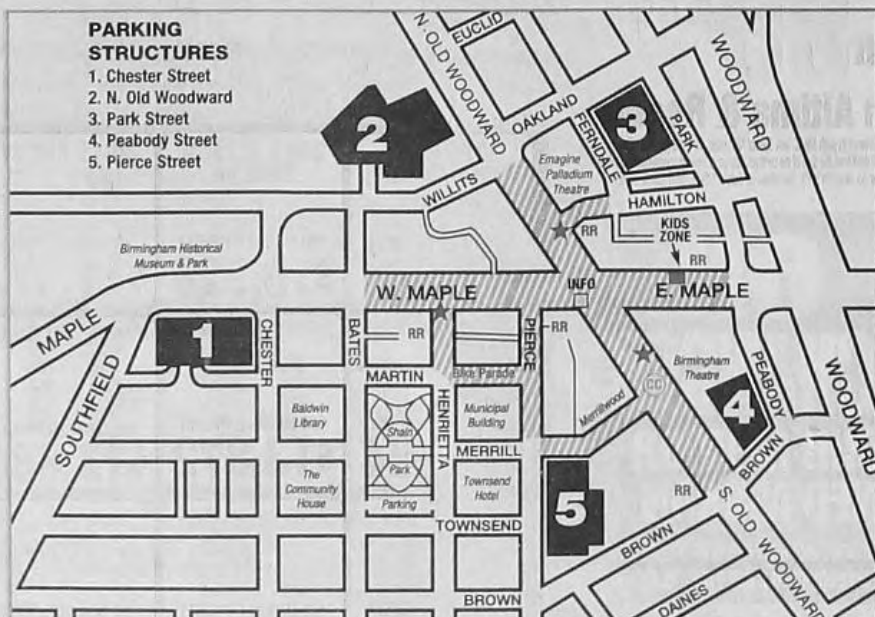 PARKING
STRUCTURES
1. Chester Street
2. N. Old Woodward
3. Park Street
4. Peabody Street
5. Pierce Street
N. OLD WOODWARD
EUCLID
WOODWARD
OAKLAND
FERNDALE
3
PARK
2
Emagine
Palladium
Theatre
WILLITS
HAMILTON
RR
KIDS
ZONE
RR
Birmingham Historical
Museum & Park
INFO
W. MAPLE
E. MAPLE
MAPLE
1
CHESTER
BATES
RR
PIERCE
RR
SOUTHFIELD
MARTIN
Bike Parade
HENRIETTA
CC
Birmingham
Theatre
PEABODY
WOODWARD
Baldwin
Library
Shain
Park
Municipal
Building
Merrillwood
4
MERRILL
BROWN
The
Community
House
Parking
Townsend
Hotel
5
RR
TOWNSEND
BROWN
S. OLD WOODWARD
BROWN
DAINES